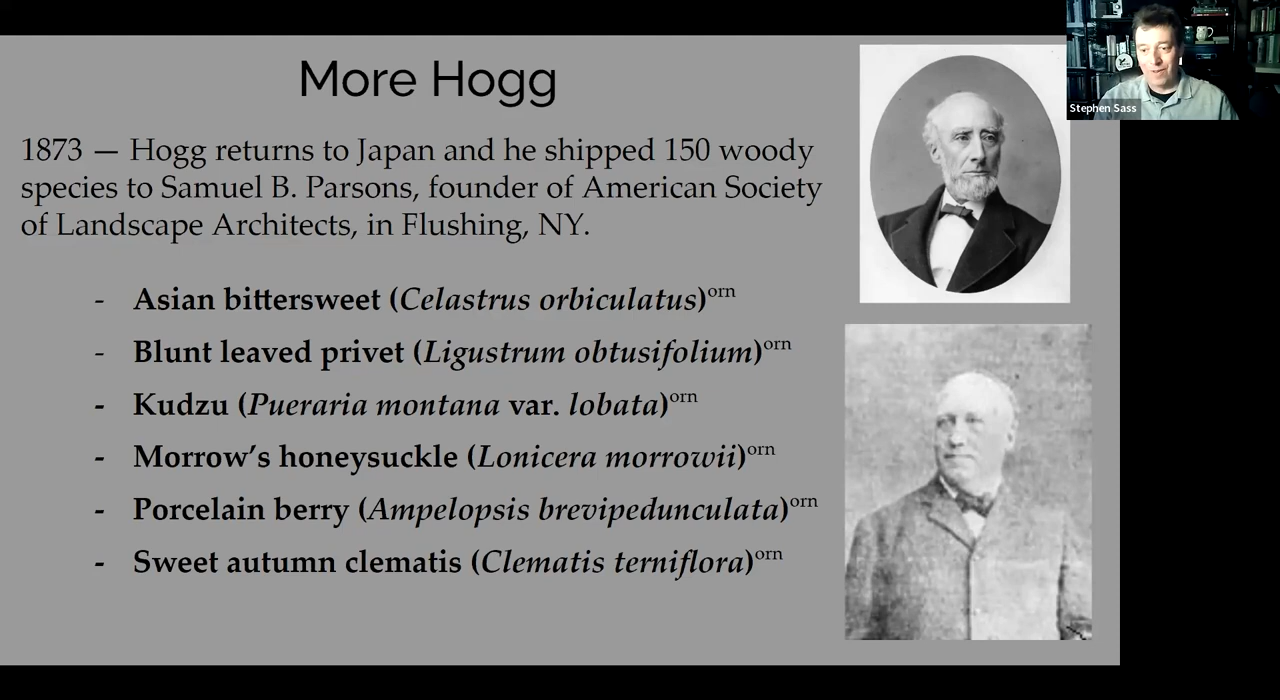 More Hogg
1873 — Hogg returns to Japan and he shipped 150 woody
species to Samuel B. Parsons, founder of American Society
of Landscape Architects, in Flushing, NY.
- Asian bittersweet (Celastrus orbiculatus)orn
- Blunt leaved privet (Ligustrum obtusifolium)orn
- Kudzu (Pueraria montana var. lobata)orn
- Morrow’s honeysuckle (Lonicera morrowii)orn
- Porcelain berry (Ampelopsis brevipedunculata)orn
- Sweet autumn clematis (Clematis terniflora)orn
Stephen Sass